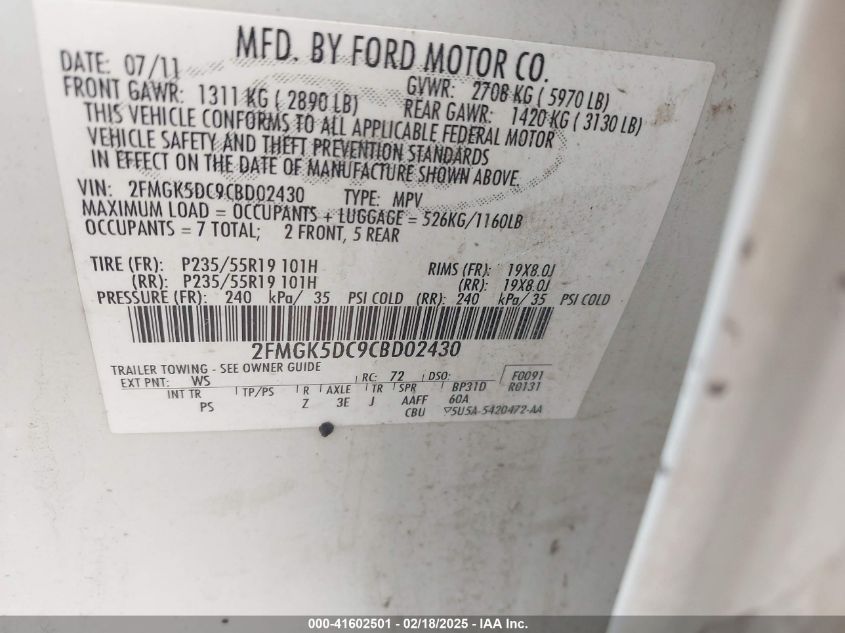 MFD. BY FORD MOTOR CO.
DATE: 07/11 GVWR: 2708 KG ( 5970 LB)
FRONT GAWR: 1311 KG ( 2890 LB) REAR GAWR: 1420 KG ( 3130 LB)
THIS VEHICLE CONFORMS TO ALL APPLICABLE FEDERAL MOTOR
VEHICLE SAFETY AND THEFT PREVENTION STANDARDS
IN EFFECT ON THE DATE OF MANUFACTURE SHOWN ABOVE.
VIN: 2FMGK5DC9CBD02430 TYPE: MPV
MAXIMUM LOAD = OCCUPANTS + LUGGAGE = 526KG/1160LB
OCCUPANTS = 7 TOTAL; 2 FRONT, 5 REAR
TIRE (FR): P235/55R19 101H RIMS (FR): 19X8.0J
(RR): P235/55R19 101H (RR): 19X8.0J
PRESSURE (FR): 240 kPa/ 35 PSI COLD (RR): 240 kPa/ 35 PSI COLD
2FMGK5DC9CBD02430
TRAILER TOWING - SEE OWNER GUIDE
EXT PNT: WS RC: 72 DSO: F0091
INT TR TP/PS R AXLE TR SPR BP31D R0131
PS Z 3E J AAFF 60A
CBU 5U5A-5420472-AA
000-41602501 - 02/18/2025 - IAA Inc.